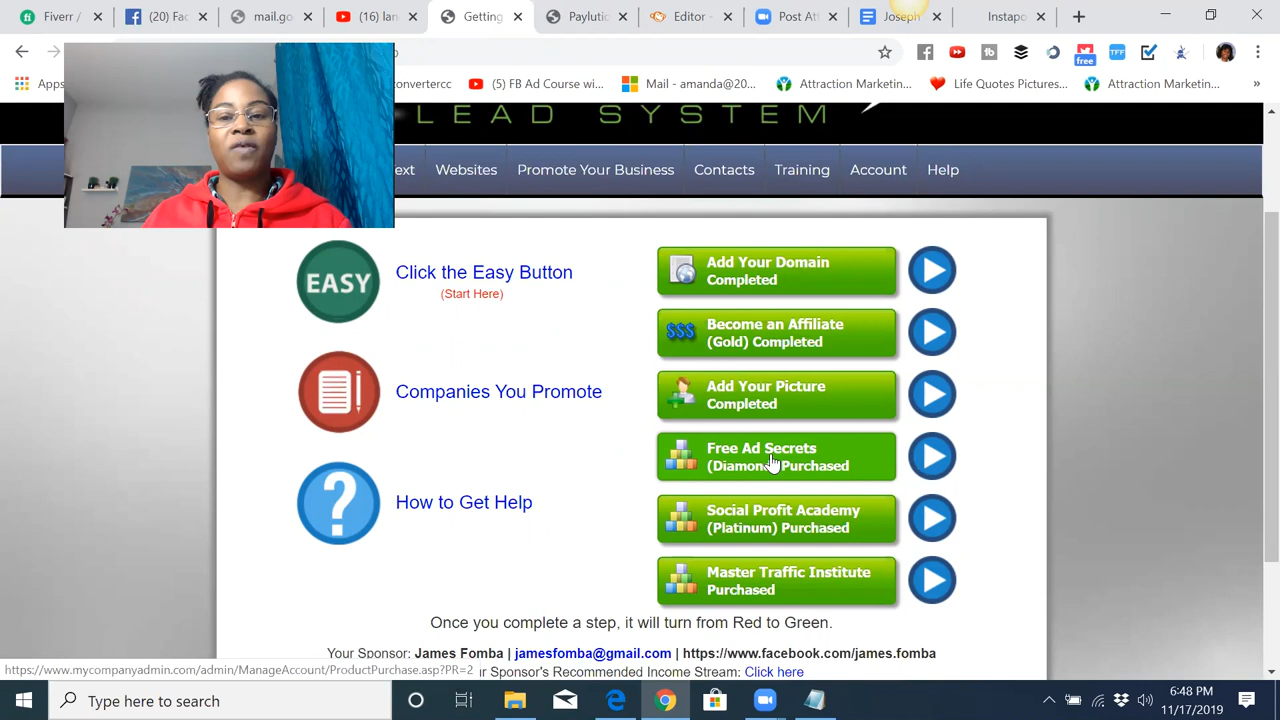 Fiverr /
(20) Fac
mail.go
(16) lan
Getting
Paylutio
Editor -
Post Att
Joseph
Instapo
free
TFF
Apps
convertercc
(5) FB Ad Course wi...
Mail - amanda@20...
Attraction Marketin...
Life Quotes Pictures...
Attraction Marketin...
LEAD SYSTEM
ext
Websites
Promote Your Business
Contacts
Training
Account
Help
EASY
Click the Easy Button
(Start Here)
Companies You Promote
How to Get Help
Add Your Domain
Completed
$$$
Become an Affiliate
(Gold) Completed
Add Your Picture
Completed
Free Ad Secrets
(Diamond) Purchased
Social Profit Academy
(Platinum) Purchased
Master Traffic Institute
Purchased
Once you complete a step, it will turn from Red to Green.
Your Sponsor: James Fomba | jamesfomba@gmail.com | https://www.facebook.com/james.fomba
https://www.mycompanyadmin.com/admin/ManageAccount/ProductPurchase.asp?PR=2
r Sponsor's Recommended Income Stream: Click here
Type here to search
6:48 PM
11/17/2019